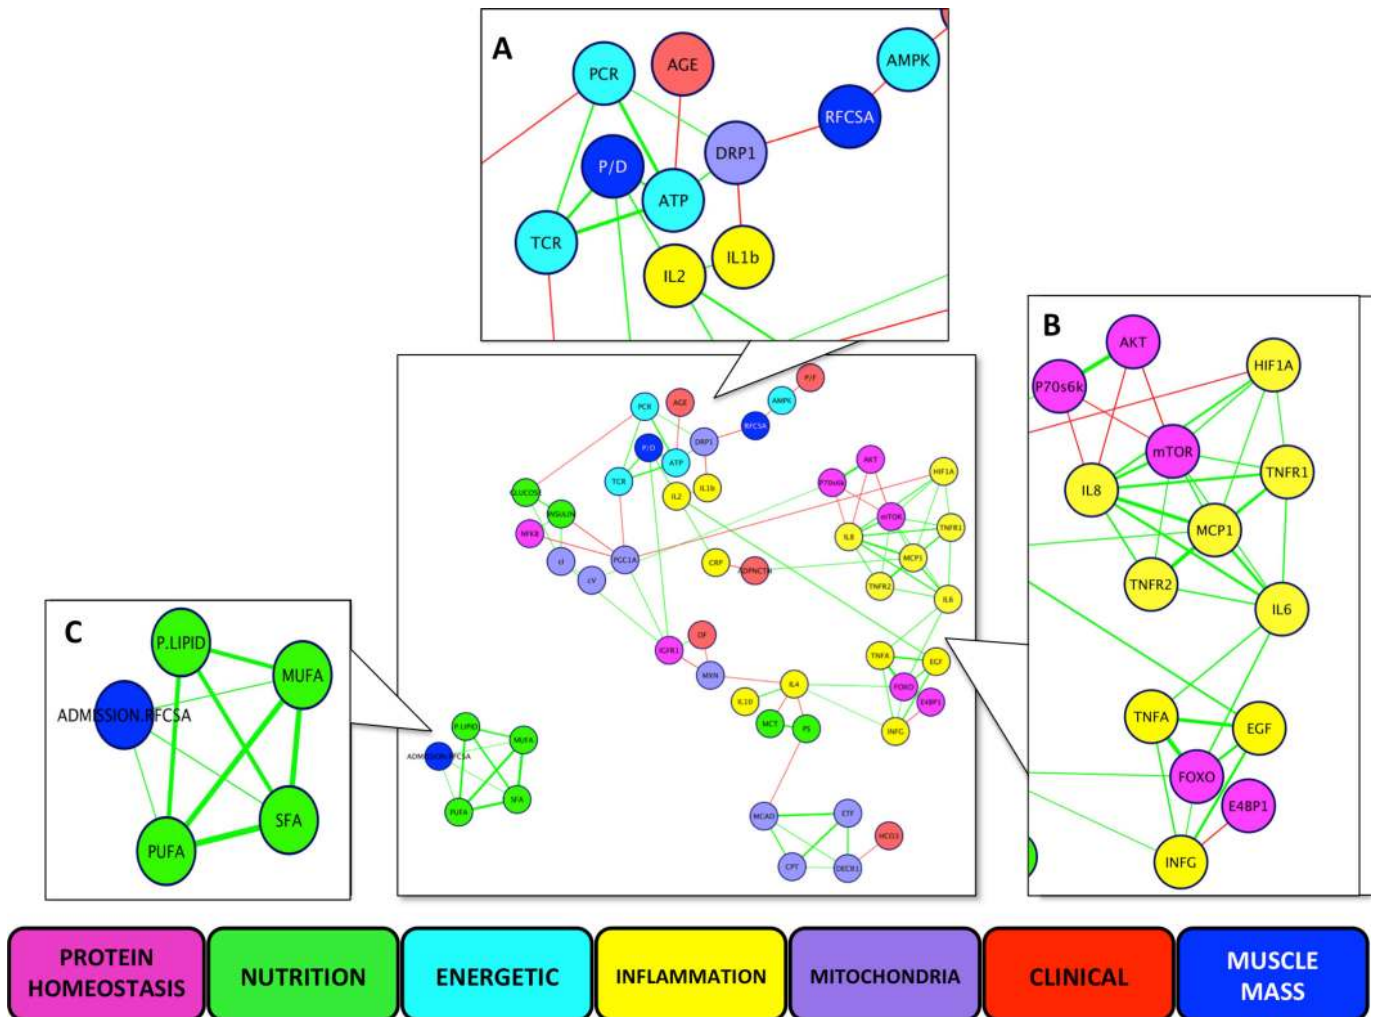 A
PCR
AGE
AMPK
RFCSA
DRP1
P/D
ATP
TCR
IL2
IL1b
B
AKT
HIF1A
P70s6k
mTOR
TNFR1
IL8
MCP1
TNFR2
IL6
TNFA
EGF
FOXO
E4BP1
INFG
C
P.LIPID
MUFA
ADMISSION.RFCSA
SFA
PUFA
P/F
AMPK
PCR
AGE
RFCSA
DRP1
P/D
ATP
TCR
IL2
IL1b
AKT
HIF1A
P70s6k
GLUCOSE
INSULIN
mTOR
TNFR1
NFKB
IL8
PGC1A
MCP1
cI
CRP
ADPNCTN
cV
TNFR2
IL6
OF
IGFR1
TNFA
EGF
MXN
IL4
FOXO
IL10
E4BP1
MCT
PS
INFG
P.LIPID
MUFA
ADMISSION.RFCSA
SFA
PUFA
MCAD
ETF
HCO3
CPT
DECR1
PROTEIN
HOMEOSTASIS
NUTRITION
ENERGETIC
INFLAMMATION
MITOCHONDRIA
CLINICAL
MUSCLE
MASS